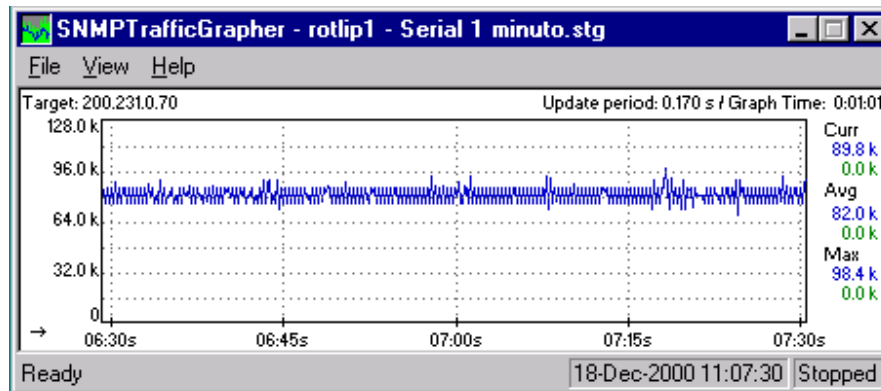 SNMPTrafficGrapher - rotlip1 - Serial 1 minuto.stg
File View Help
Target: 200.231.0.70 Update period: 0.170 s / Graph Time: 0:01:01
128.0 k
96.0 k
64.0 k
32.0 k
0
Curr
89.8 k
0.0 k
Avg
82.0 k
0.0 k
Max
98.4 k
0.0 k
06:30s 06:45s 07:00s 07:15s 07:30s
Ready 18-Dec-2000 11:07:30 Stopped